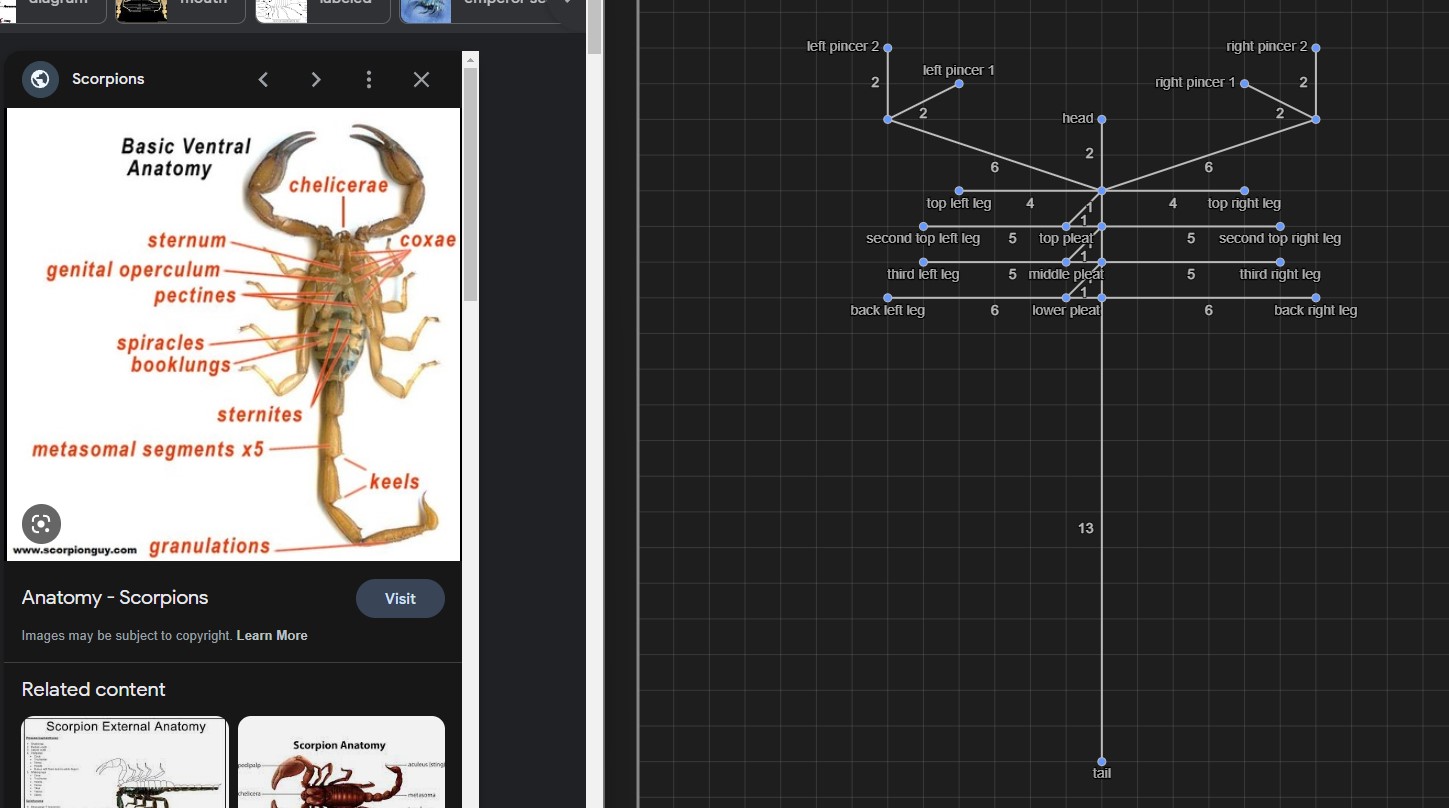 diagram
mouth
labeled
emperor sc
Scorpions
Basic Ventral
Anatomy
chelicerae
sternum
coxae
genital operculum
pectines
spiracles
booklungs
sternites
metasomal segments x5
keels
granulations
www.scorpionguy.com
Anatomy - Scorpions
Visit
Images may be subject to copyright. Learn More
Related content
Scorpion External Anatomy
Scorpion Anatomy
pedipalp
aculeus (sting)
chelicera
metasoma
left pincer 2
right pincer 2
left pincer 1
right pincer 1
2
2
2
2
head
2
6
6
top left leg
4
1
4
top right leg
1
second top left leg
5
top pleat
5
second top right leg
1
third left leg
5
middle pleat
5
third right leg
1
back left leg
6
lower pleat
6
back right leg
13
tail